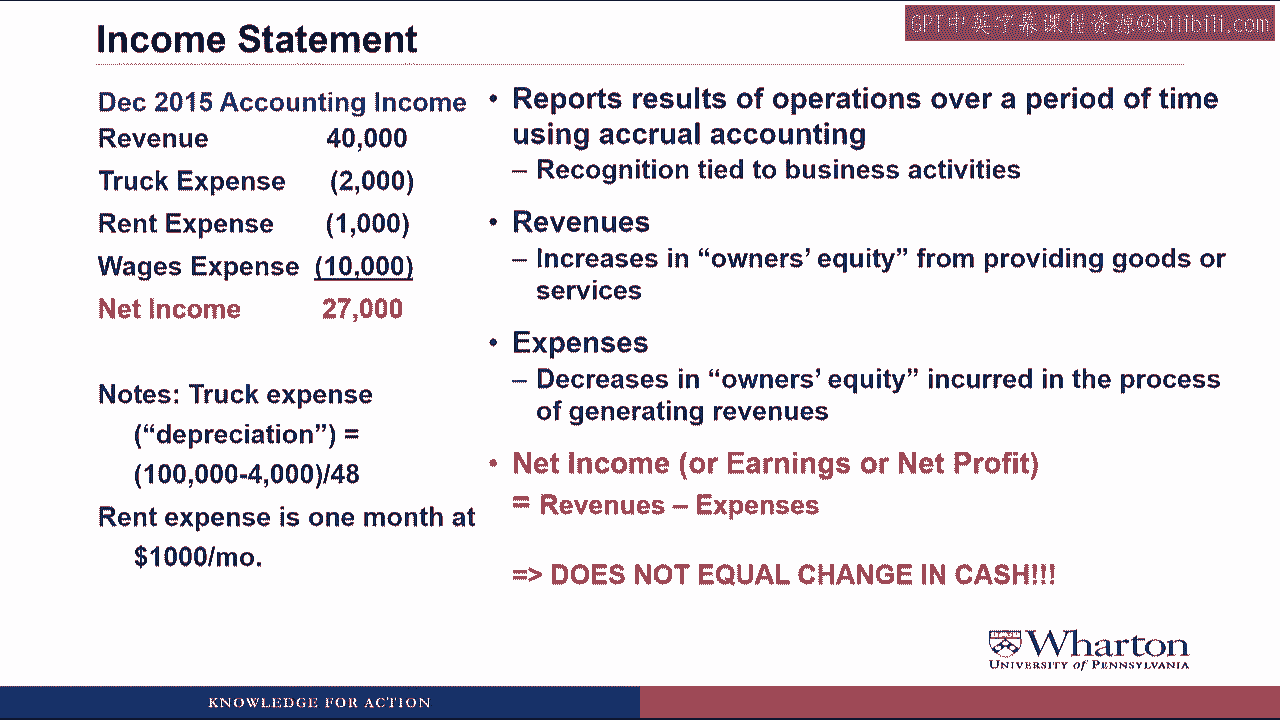 GPT中英字幕课程资源@bilibili.com
Income Statement
Dec 2015 Accounting Income
Revenue 40,000
Truck Expense (2,000)
Rent Expense (1,000)
Wages Expense (10,000)
Net Income 27,000
Notes: Truck expense
(“depreciation”) =
(100,000-4,000)/48
Rent expense is one month at
$1000/mo.
• Reports results of operations over a period of time
using accrual accounting
– Recognition tied to business activities
• Revenues
– Increases in “owners’ equity” from providing goods or
services
• Expenses
– Decreases in “owners’ equity” incurred in the process
of generating revenues
• Net Income (or Earnings or Net Profit)
= Revenues – Expenses
=> DOES NOT EQUAL CHANGE IN CASH!!!
Wharton
UNIVERSITY of PENNSYLVANIA
KNOWLEDGE FOR ACTION